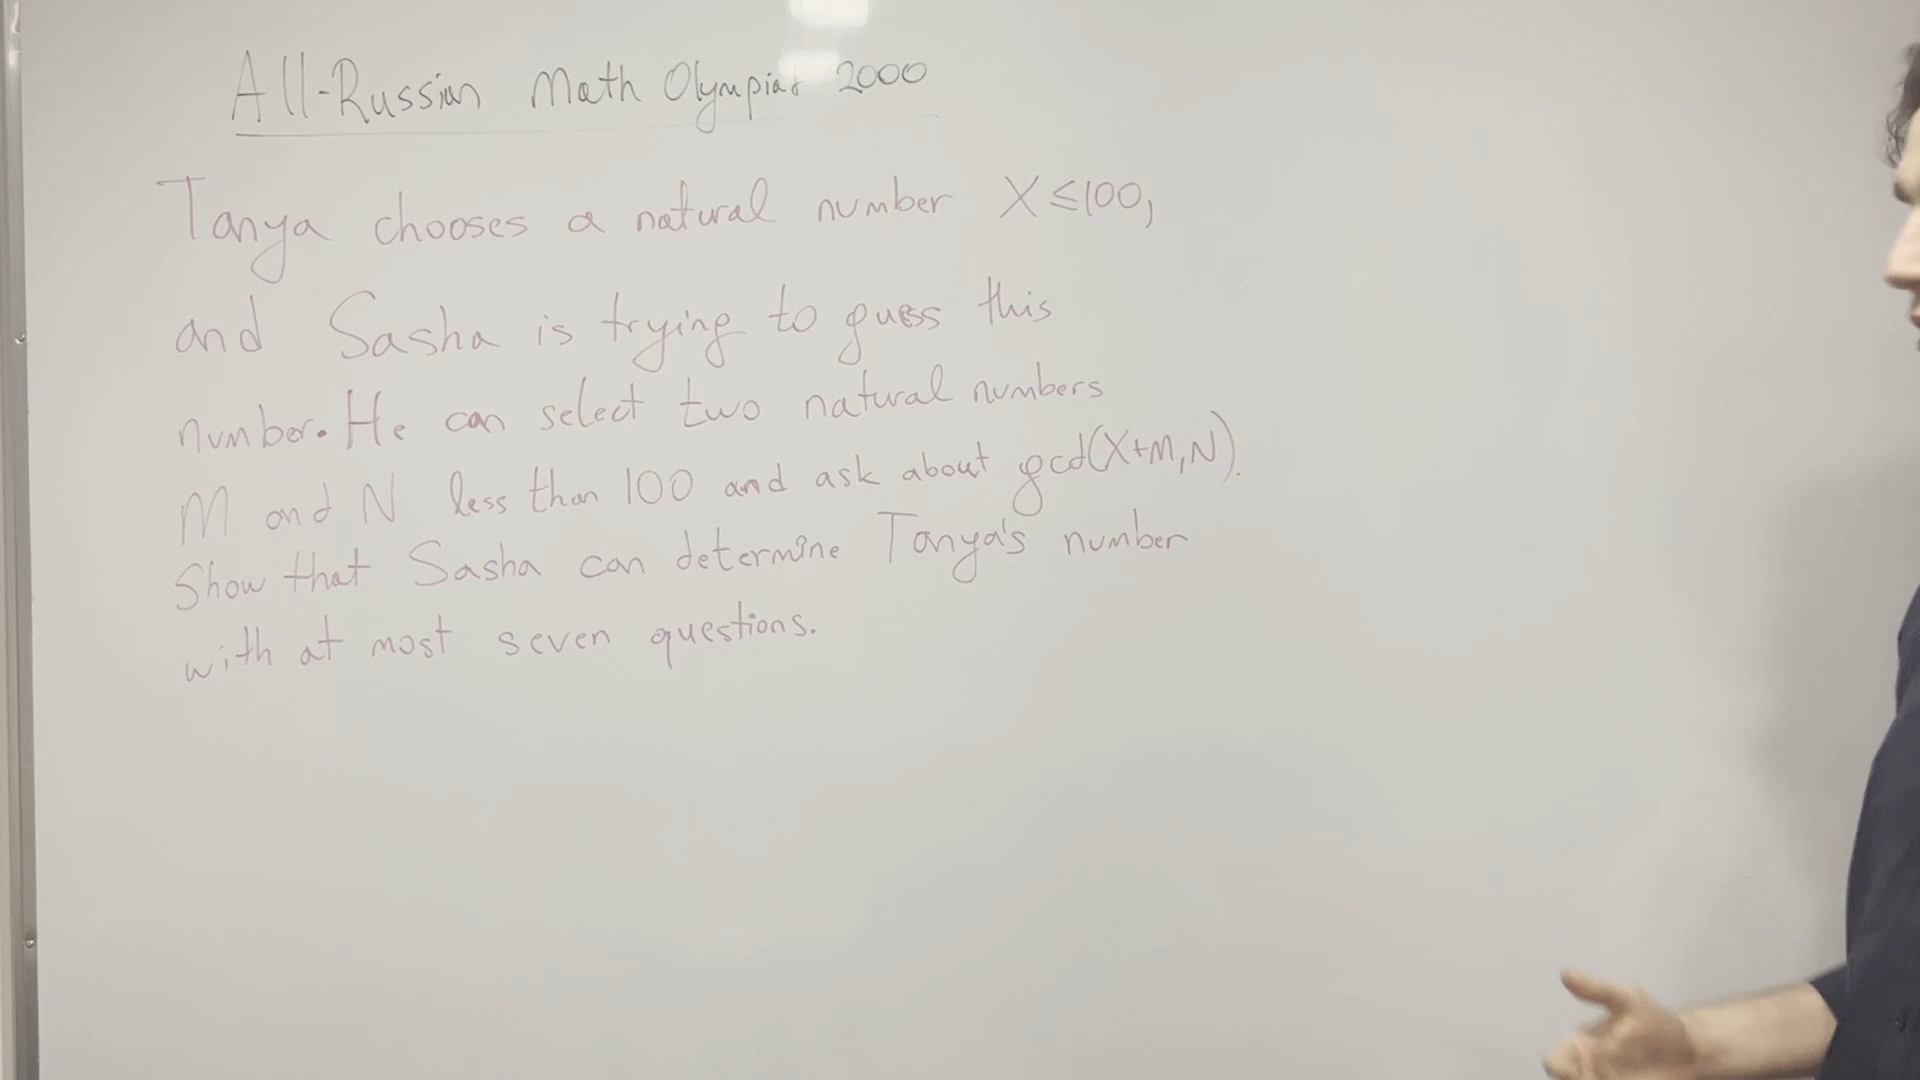 All-Russian Math Olympiad 2000
Tanya chooses a natural number X ≤ 100,
and Sasha is trying to guess this
number. He can select two natural numbers
M and N less than 100 and ask about gcd(X+M, N).
Show that Sasha can determine Tanya's number
with at most seven questions.